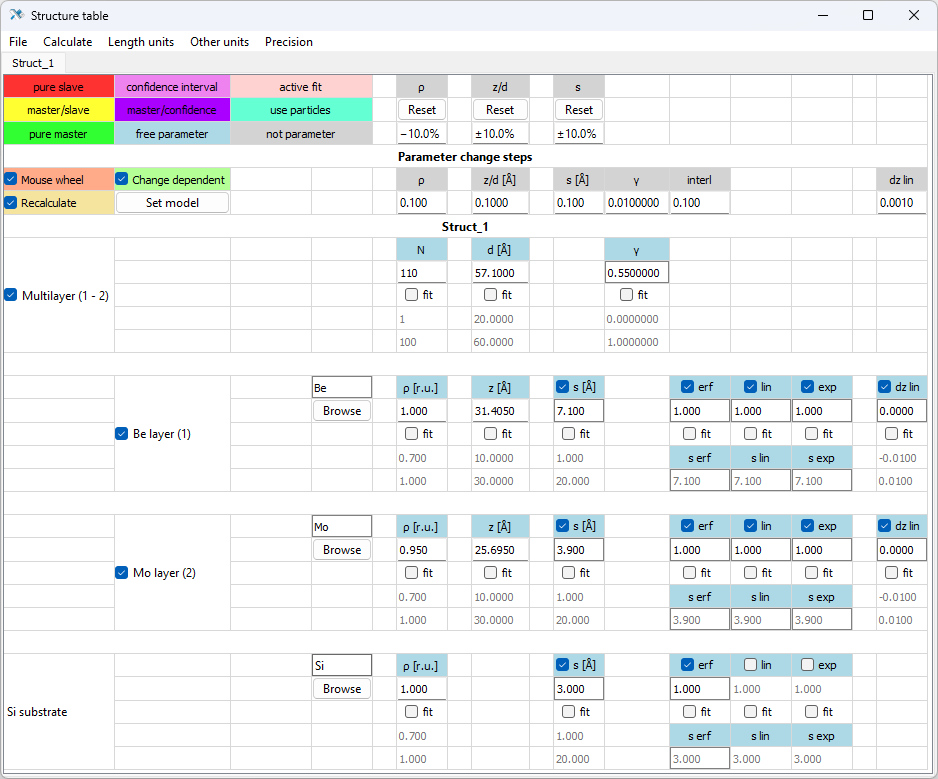 Structure table
File Calculate Length units Other units Precision
Struct_1
pure slave confidence interval active fit ρ z/d s
master/slave master/confidence use particles Reset Reset Reset
pure master free parameter not parameter −10.0% ±10.0% ±10.0%
Parameter change steps
Mouse wheel Change dependent ρ z/d [Å] s [Å] γ interl dz lin
Recalculate Set model 0.100 0.1000 0.100 0.0100000 0.100 0.0010
Struct_1
N d [Å] γ
110 57.1000 0.5500000
Multilayer (1 - 2) fit fit fit
1 20.0000 0.0000000
100 60.0000 1.0000000
Be ρ [r.u.] z [Å] s [Å] erf lin exp dz lin
Browse 1.000 31.4050 7.100 1.000 1.000 1.000 0.0000
Be layer (1) fit fit fit fit fit fit fit
0.700 10.0000 1.000 s erf s lin s exp -0.0100
1.000 30.0000 20.000 7.100 7.100 7.100 0.0100
Mo ρ [r.u.] z [Å] s [Å] erf lin exp dz lin
Browse 0.950 25.6950 3.900 1.000 1.000 1.000 0.0000
Mo layer (2) fit fit fit fit fit fit fit
0.700 10.0000 1.000 s erf s lin s exp -0.0100
1.000 30.0000 20.000 3.900 3.900 3.900 0.0100
Si ρ [r.u.] s [Å] erf lin exp
Browse 1.000 3.000 1.000 1.000 1.000
Si substrate fit fit fit fit fit
0.700 1.000 s erf s lin s exp
1.000 20.000 3.000 3.000 3.000